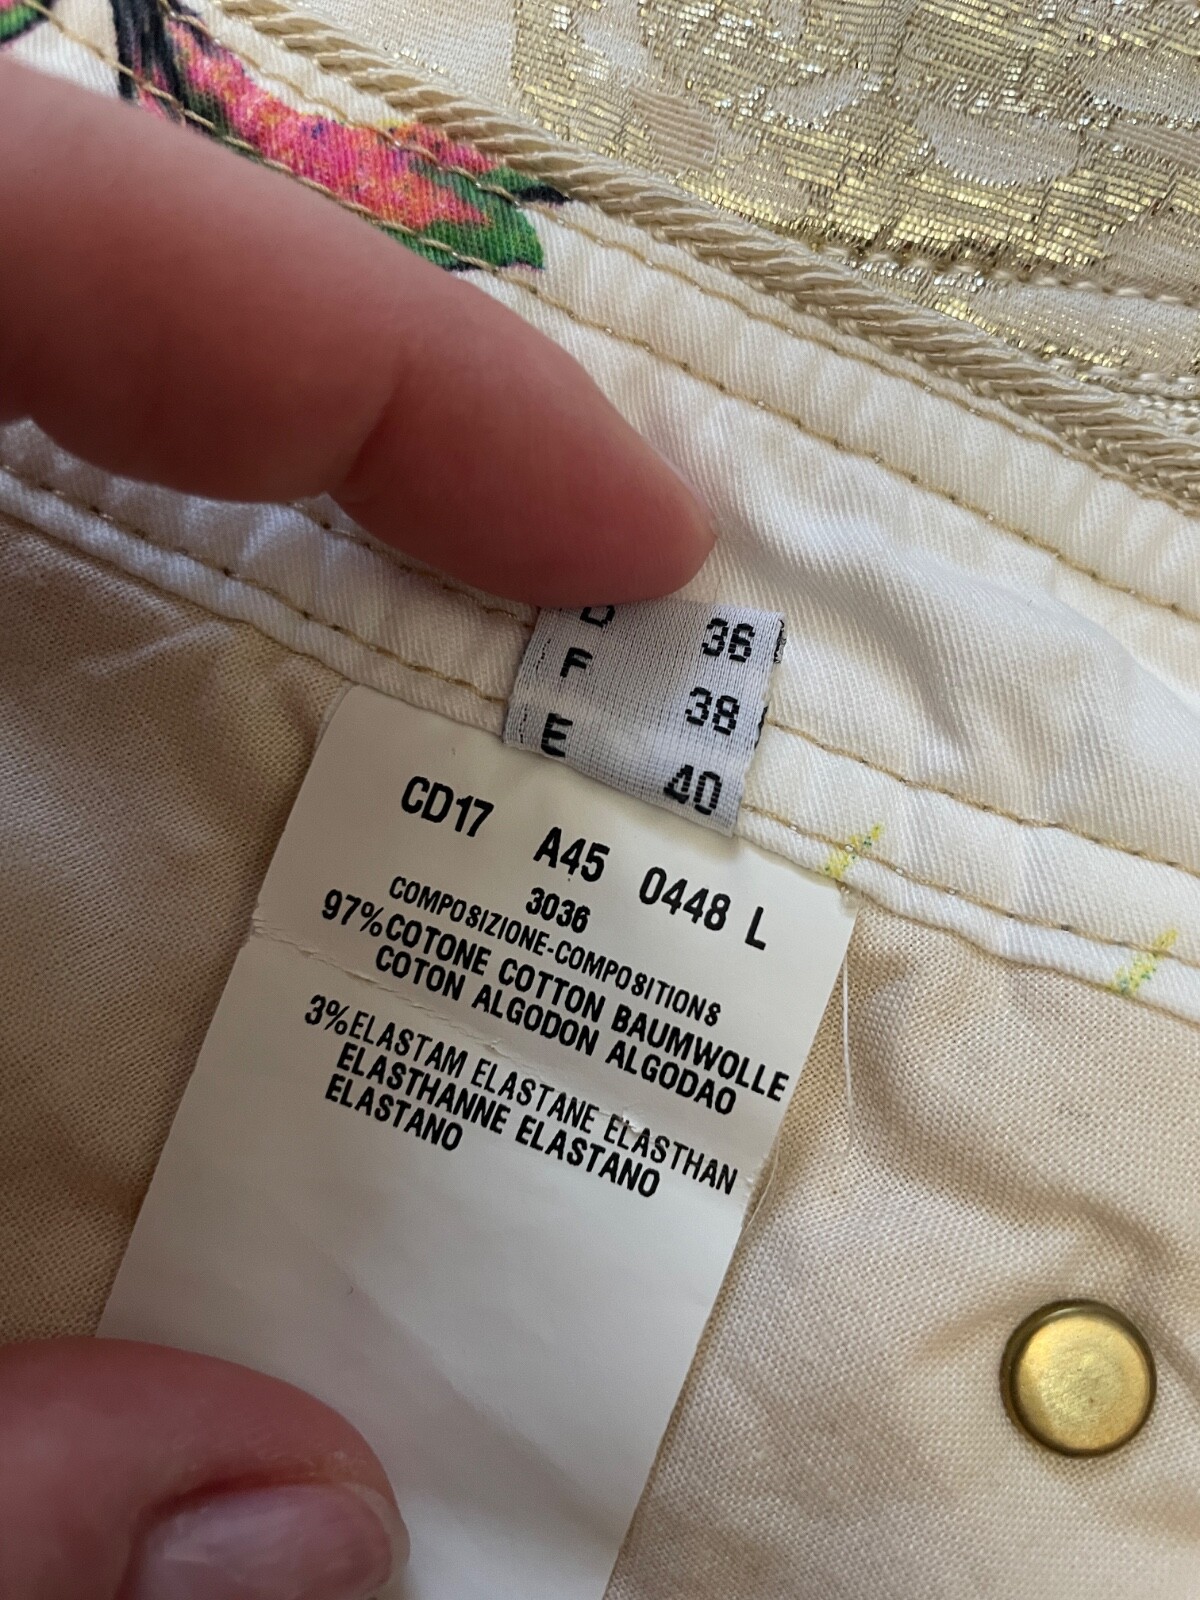 D 36
F 38
E 40
CD17 A45 0448 L
3036
COMPOSIZIONE-COMPOSITIONS
97%COTONE COTTON BAUMWOLLE
COTON ALGODON ALGODAO
3%ELASTAM ELASTANE ELASTHAN
ELASTHANNE ELASTANO
ELASTANO